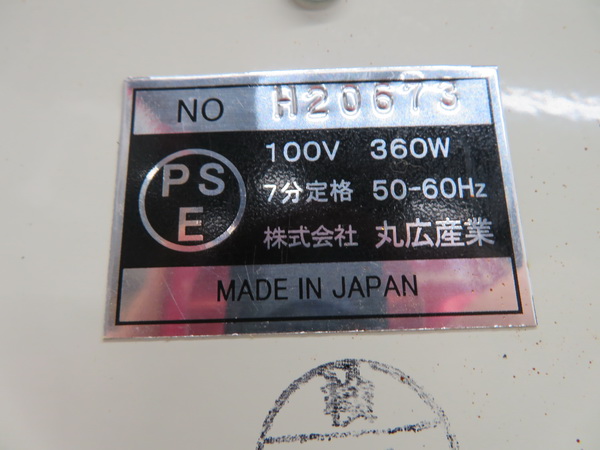 NO H20673
PS
E
100V 360W
7分定格 50-60Hz
株式会社 丸広産業
MADE IN JAPAN